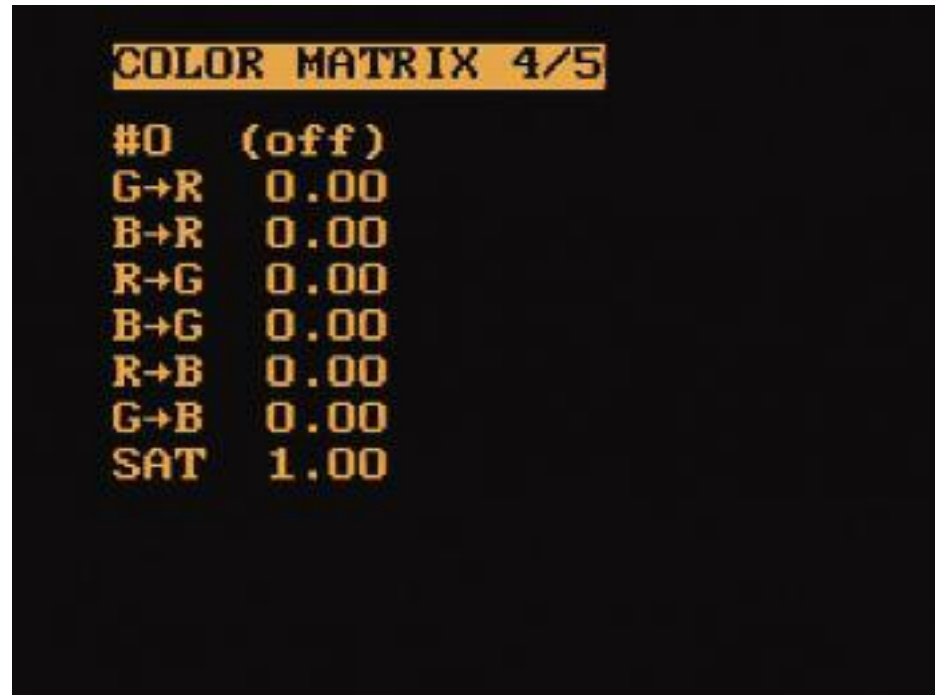 COLOR MATRIX 4/5
#0 (off)
G→R 0.00
B→R 0.00
R→G 0.00
B→G 0.00
R→B 0.00
G→B 0.00
SAT 1.00